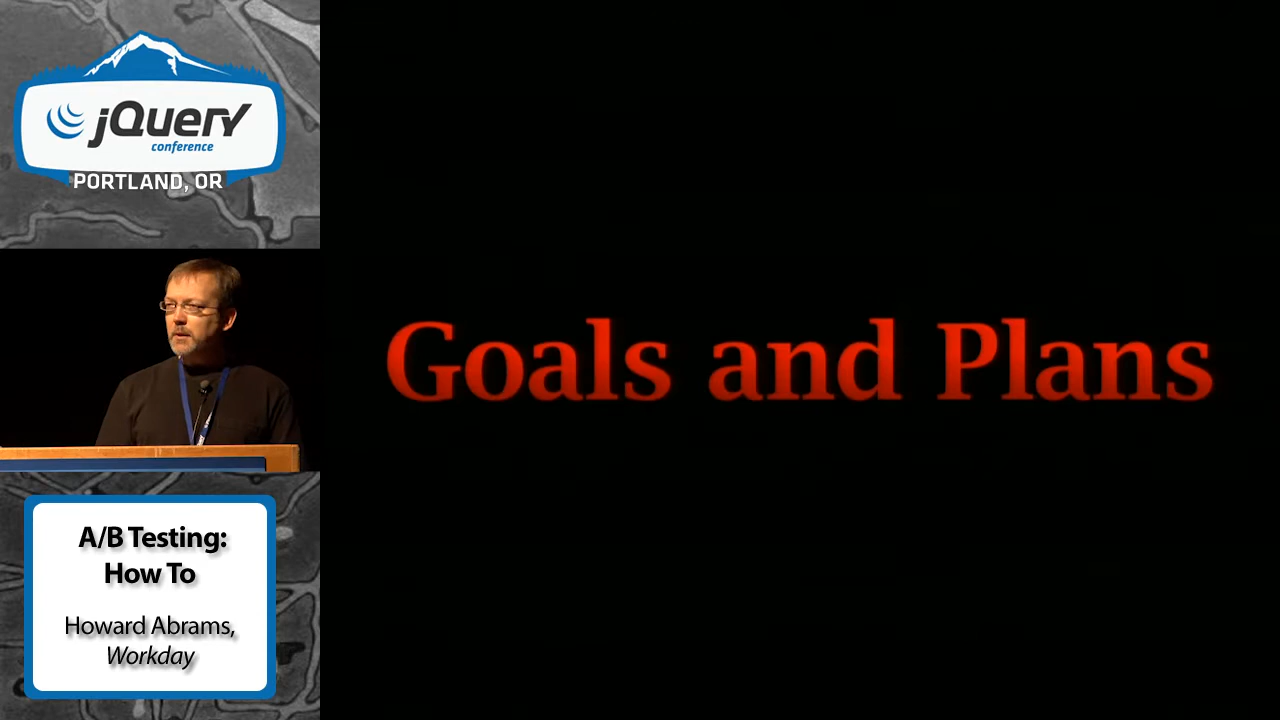 jQuery
conference
PORTLAND, OR
Goals and Plans
A/B Testing:
How To
Howard Abrams,
Workday